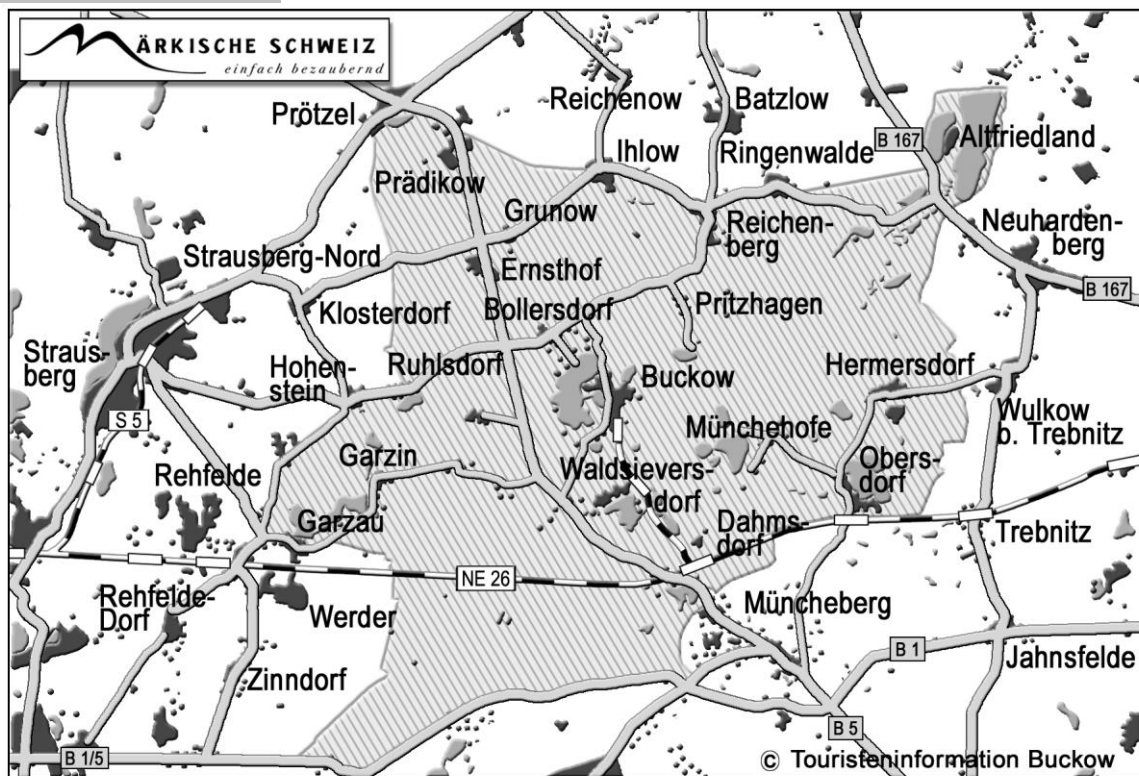 MÄRKISCHE SCHWEIZ
einfach bezaubernd
Prötzel
Reichenow
Batzlow
B 167
Altfriedland
Prädikow
Ihlow
Ringenwalde
Grunow
Reichen-
berg
Neuharden-
berg
Strausberg-Nord
Ernsthof
B 167
Klosterdorf
Bollersdorf
Pritzhagen
Straus-
berg
Hohen-
stein
Ruhlsdorf
Buckow
Hermersdorf
S 5
Münchehofe
Wulkow
b. Trebnitz
Rehfelde
Garzin
Waldsievers-
dorf
Obers-
dorf
Garzau
Dahms-
dorf
Trebnitz
NE 26
Rehfelde-
Dorf
Werder
Müncheberg
B 1
Jahnsfelde
Zinndorf
B 5
B 1/5
© Touristeninformation Buckow